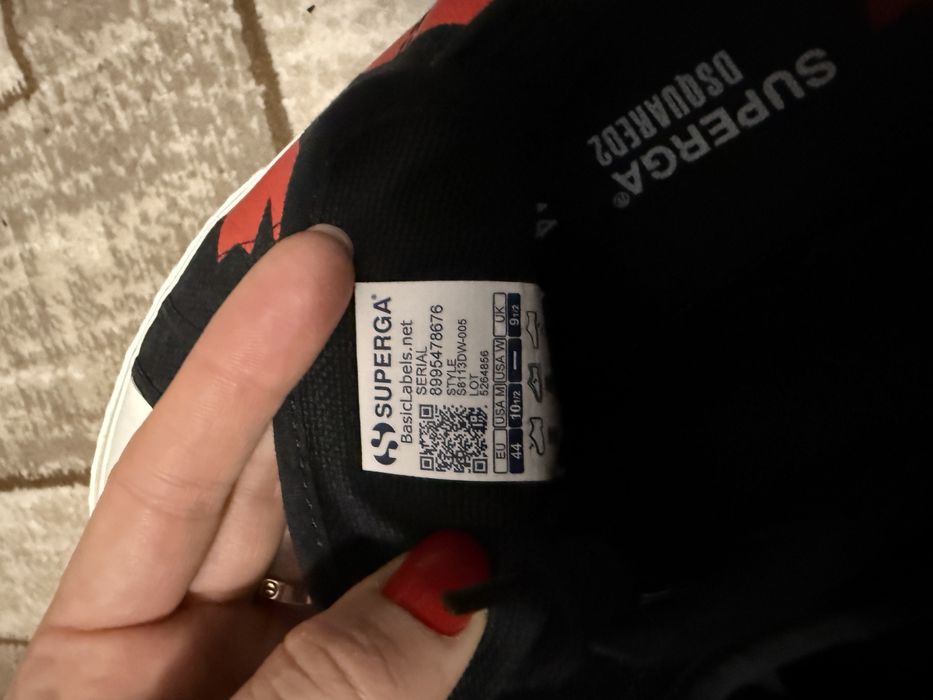 SUPERGA®
DSQUARED2
44
SUPERGA®
BasicLabels.net
SERIAL
8995478676
STYLE
S8113DW-005
LOT
5264856
EU USA M USA W UK
44 10 1/2 — 9 1/2